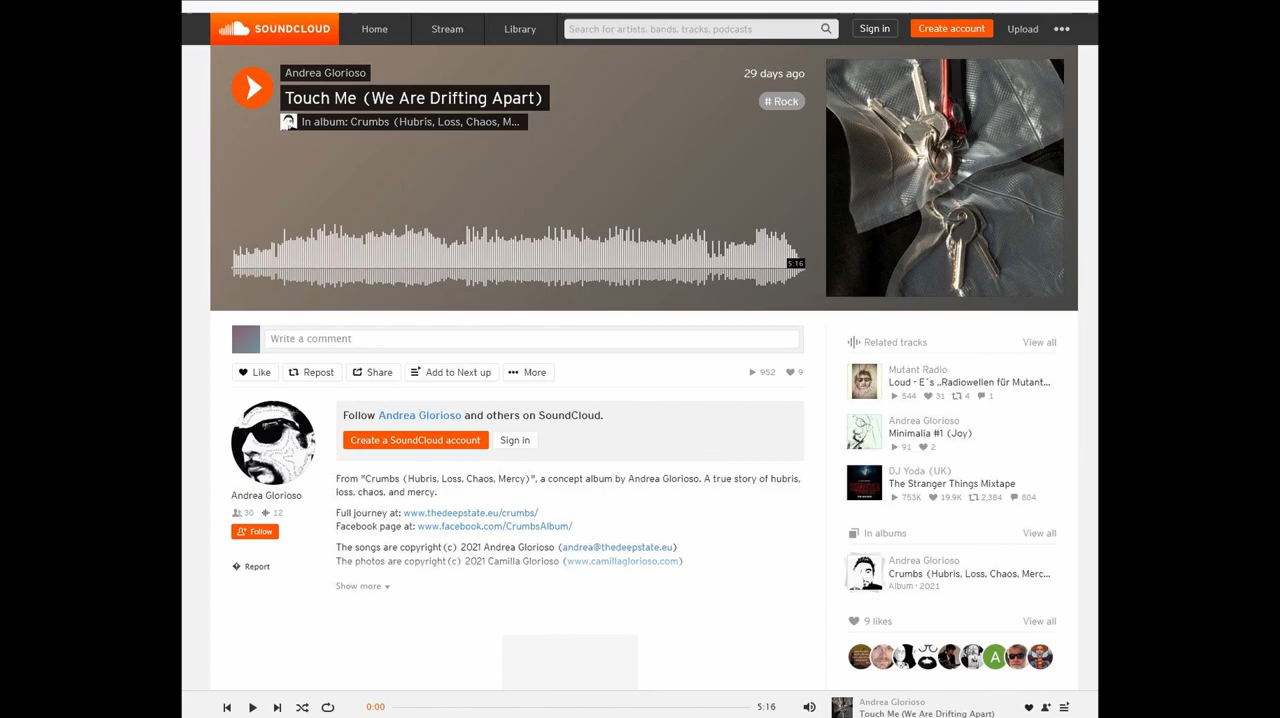 SOUNDCLOUD Home Stream Library Search for artists, bands, tracks, podcasts Sign in Create account Upload
Andrea Glorioso
29 days ago
Touch Me (We Are Drifting Apart)
# Rock
In album: Crumbs (Hubris, Loss, Chaos, M...
5:16
Write a comment
Like Repost Share Add to Next up More 952 9
Follow Andrea Glorioso and others on SoundCloud.
Create a SoundCloud account Sign in
Andrea Glorioso
30 12
Follow
Report
From "Crumbs (Hubris, Loss, Chaos, Mercy)", a concept album by Andrea Glorioso. A true story of hubris,
loss, chaos, and mercy.
Full journey at: www.thedeepstate.eu/crumbs/
Facebook page at: www.facebook.com/CrumbsAlbum/
The songs are copyright(c) 2021 Andrea Glorioso (andrea@thedeepstate.eu)
The photos are copyright(c) 2021 Camilla Glorioso (www.camillaglorioso.com)
Show more
Related tracks View all
Mutant Radio
Loud - E´s „Radiowellen für Mutant...
544 31 4 1
Andrea Glorioso
Minimalia #1 (Joy)
91 2
DJ Yoda (UK)
The Stranger Things Mixtape
753K 19.9K 2,384 804
In albums View all
Andrea Glorioso
Crumbs (Hubris, Loss, Chaos, Merc...
Album · 2021
9 likes View all
A
0:00 5:16
Andrea Glorioso
Touch Me (We Are Drifting Apart)